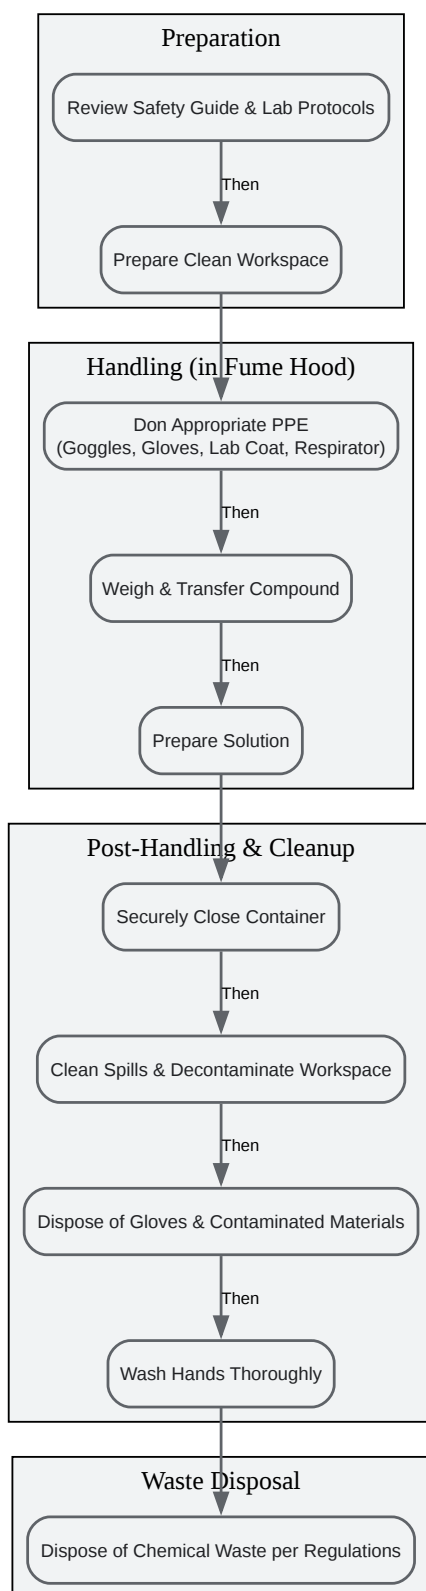 Preparation
Review Safety Guide & Lab Protocols
Then
Prepare Clean Workspace
Handling (in Fume Hood)
Don Appropriate PPE
(Goggles, Gloves, Lab Coat, Respirator)
Then
Weigh & Transfer Compound
Then
Prepare Solution
Post-Handling & Cleanup
Securely Close Container
Then
Clean Spills & Decontaminate Workspace
Then
Dispose of Gloves & Contaminated Materials
Then
Wash Hands Thoroughly
Waste Disposal
Dispose of Chemical Waste per Regulations